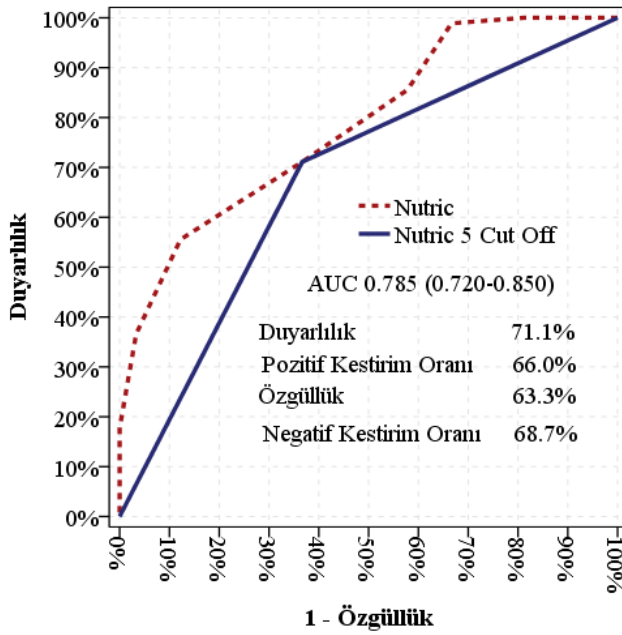 100%
90%
80%
70%
60%
50%
40%
30%
20%
10%
0%
Duyarlılık
Nutric
Nutric 5 Cut Off
AUC 0.785 (0.720-0.850)
Duyarlılık 71.1%
Pozitif Kestirim Oranı 66.0%
Özgüllük 63.3%
Negatif Kestirim Oranı 68.7%
0% 10% 20% 30% 40% 50% 60% 70% 80% 90% 100%
1 - Özgüllük